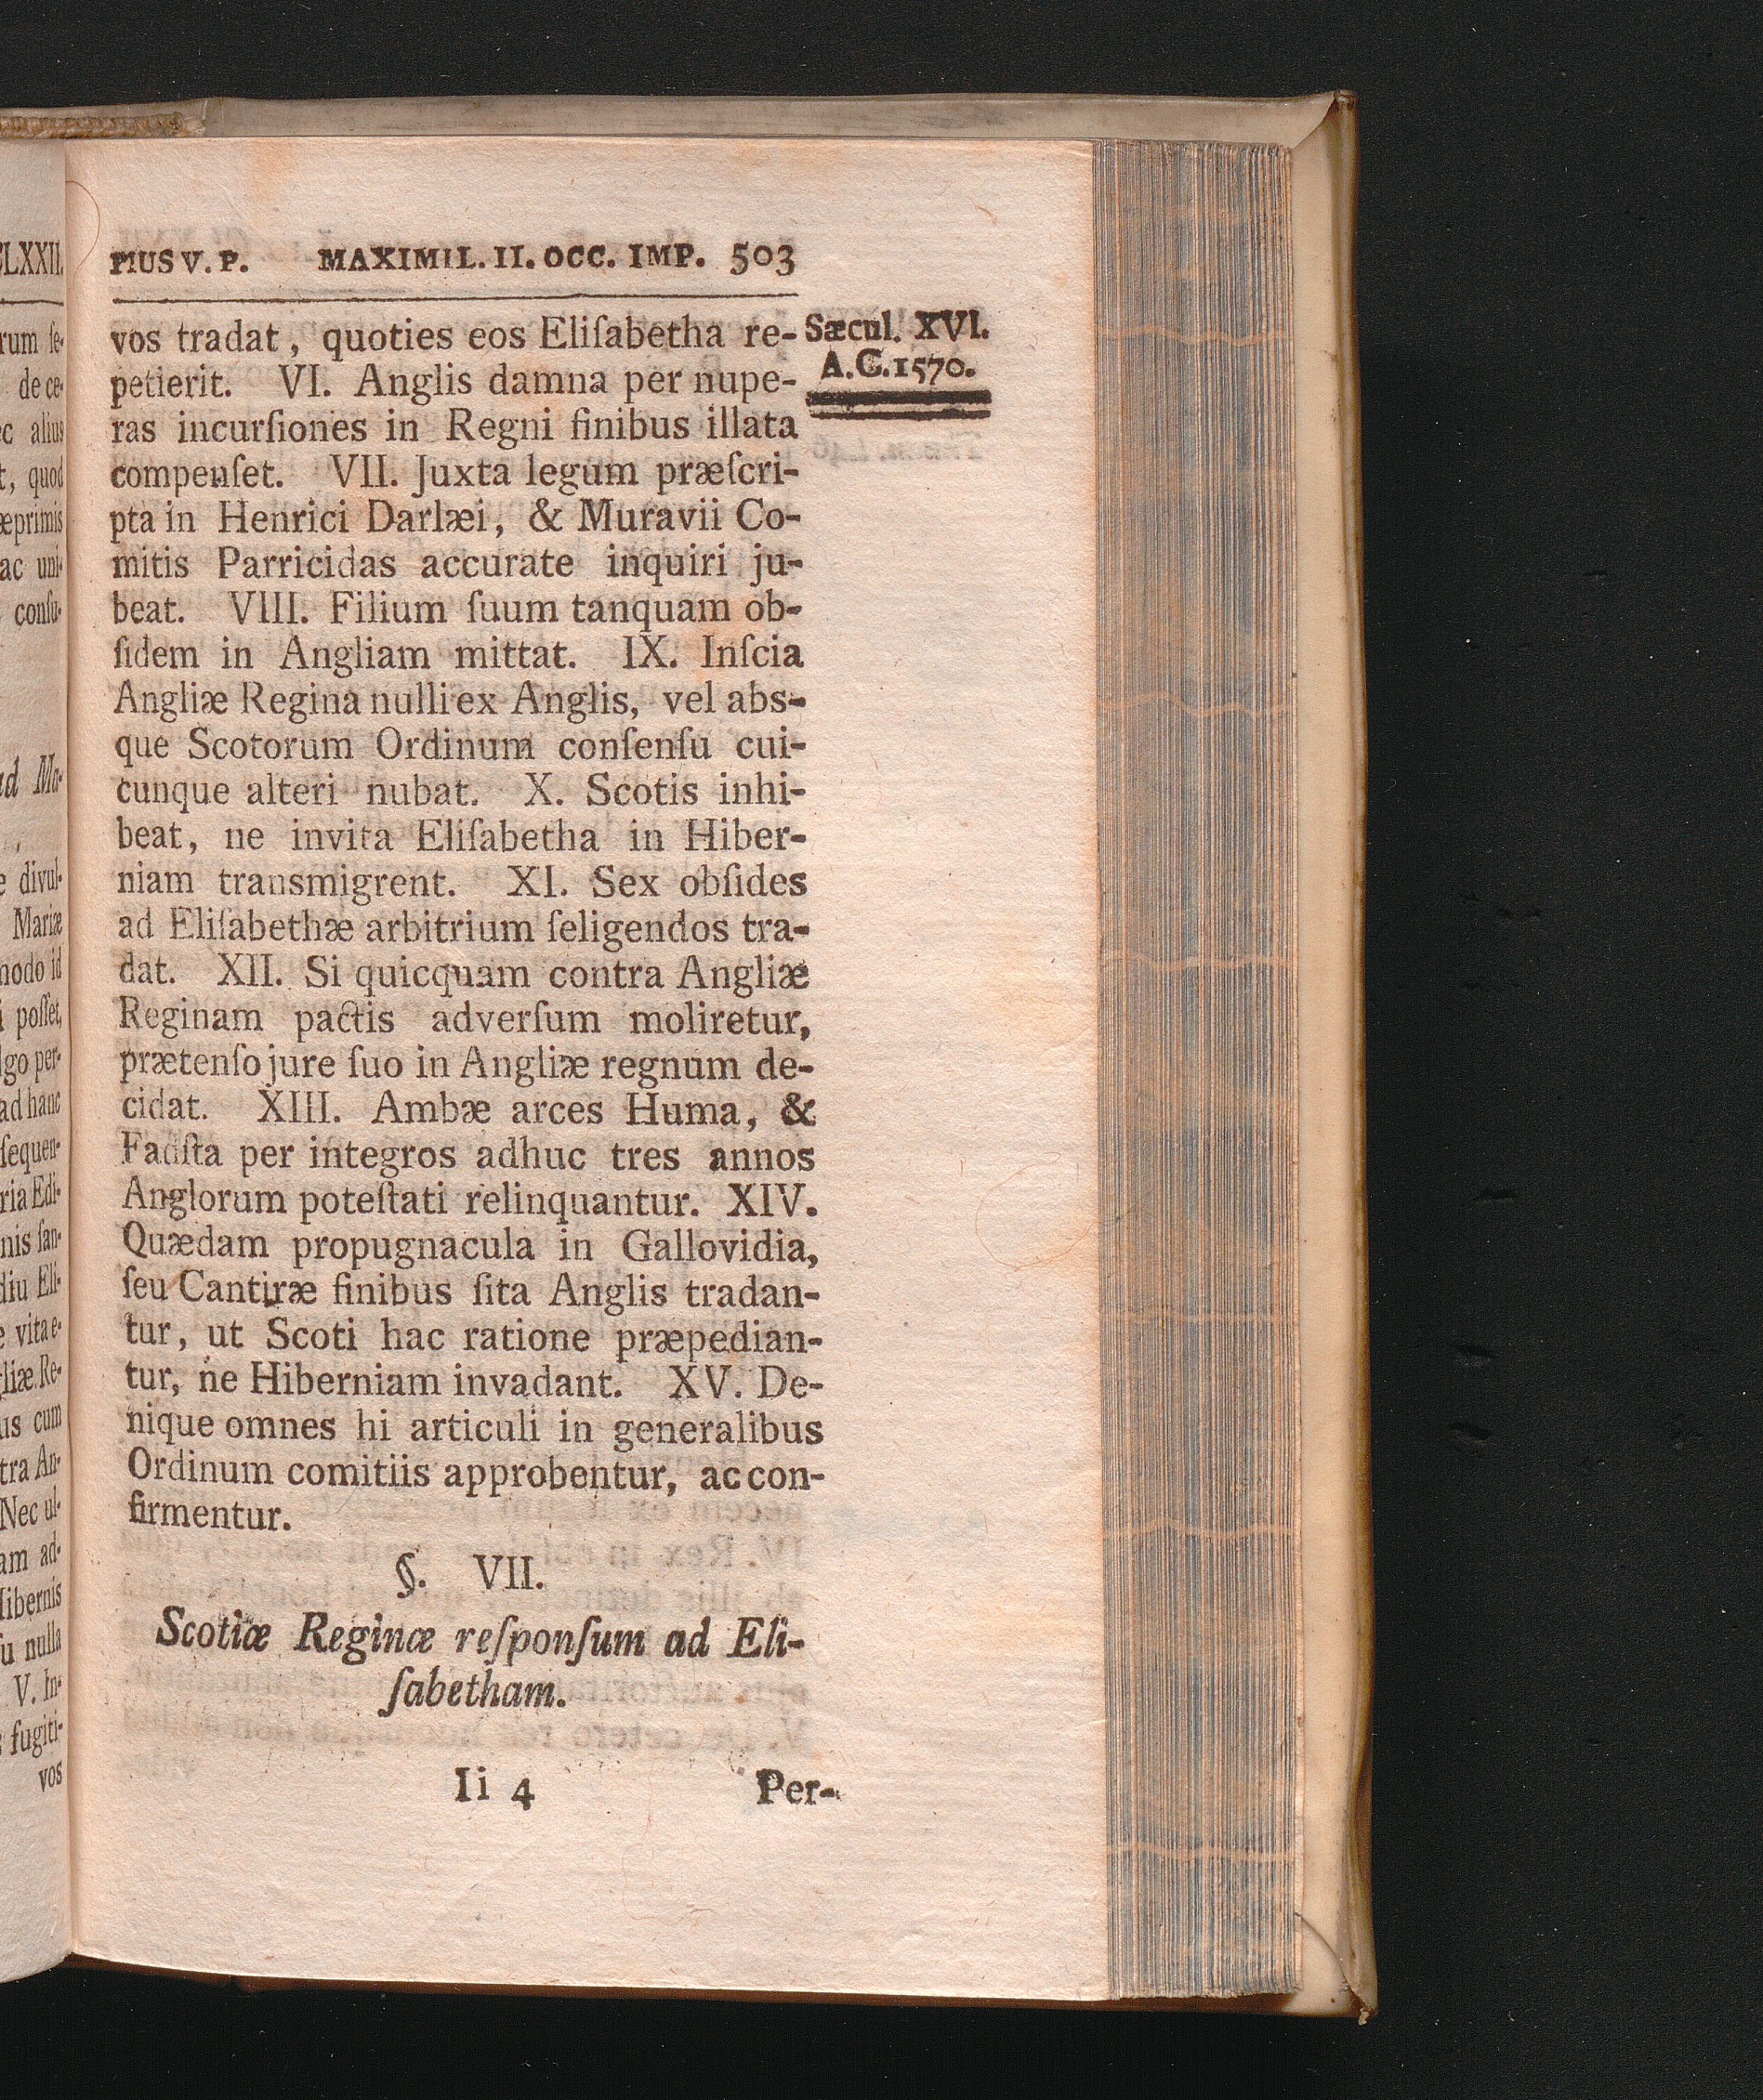 PIUS V. P. MAXIMIL. II. OCC. IMP. 503
Sæcul. XVI.
A.C.1570.
vos tradat, quoties eos Eliſabetha re-
petierit. VI. Anglis damna per nupe-
ras incurſiones in Regni finibus illata
compenſet. VII. Juxta legum præſcri-
pta in Henrici Darlæi, & Muravii Co-
mitis Parricidas accurate inquiri ju-
beat. VIII. Filium ſuum tanquam ob-
ſidem in Angliam mittat. IX. Inſcia
Angliæ Regina nulli ex Anglis, vel abs-
que Scotorum Ordinum conſenſu cui-
cunque alteri nubat. X. Scotis inhi-
beat, ne invita Eliſabetha in Hiber-
niam transmigrent. XI. Sex obſides
ad Eliſabethæ arbitrium ſeligendos tra-
dat. XII. Si quicquam contra Angliæ
Reginam pactis adverſum moliretur,
prætenſo jure ſuo in Angliæ regnum de-
cidat. XIII. Ambæ arces Huma, &
Fadſta per integros adhuc tres annos
Anglorum poteſtati relinquantur. XIV.
Quædam propugnacula in Gallovidia,
ſeu Cantiræ finibus ſita Anglis tradan-
tur, ut Scoti hac ratione præpedian-
tur, ne Hiberniam invadant. XV. De-
nique omnes hi articuli in generalibus
Ordinum comitiis approbentur, ac con-
firmentur.
§. VII.
Scotiæ Reginæ reſponſum ad Eli-
ſabetham.
Ii 4 Per-